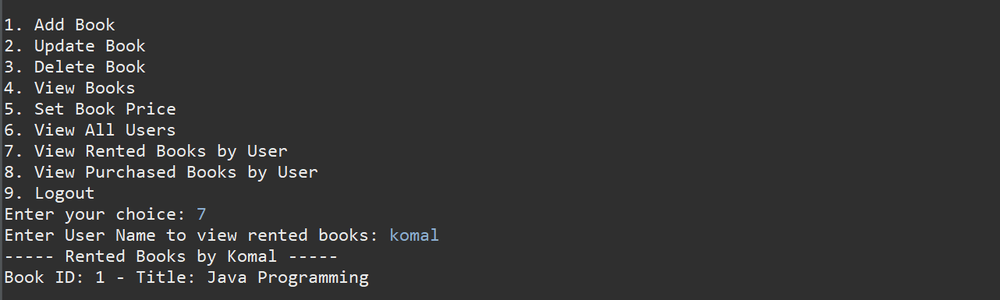 1. Add Book
2. Update Book
3. Delete Book
4. View Books
5. Set Book Price
6. View All Users
7. View Rented Books by User
8. View Purchased Books by User
9. Logout
Enter your choice: 7
Enter User Name to view rented books: komal
----- Rented Books by Komal -----
Book ID: 1 - Title: Java Programming